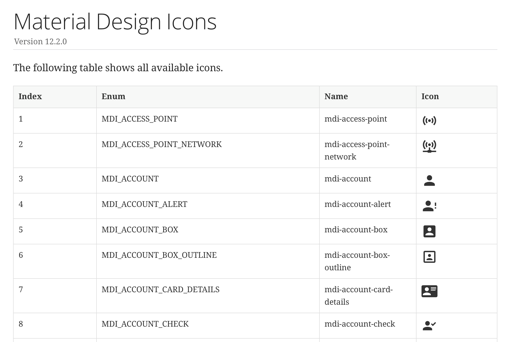 Material Design Icons
Version 12.2.0
The following table shows all available icons.
Index Enum Name Icon
1 MDI_ACCESS_POINT mdi-access-point
2 MDI_ACCESS_POINT_NETWORK mdi-access-point-
network
3 MDI_ACCOUNT mdi-account
4 MDI_ACCOUNT_ALERT mdi-account-alert
5 MDI_ACCOUNT_BOX mdi-account-box
6 MDI_ACCOUNT_BOX_OUTLINE mdi-account-box-
outline
7 MDI_ACCOUNT_CARD_DETAILS mdi-account-card-
details
8 MDI_ACCOUNT_CHECK mdi-account-check